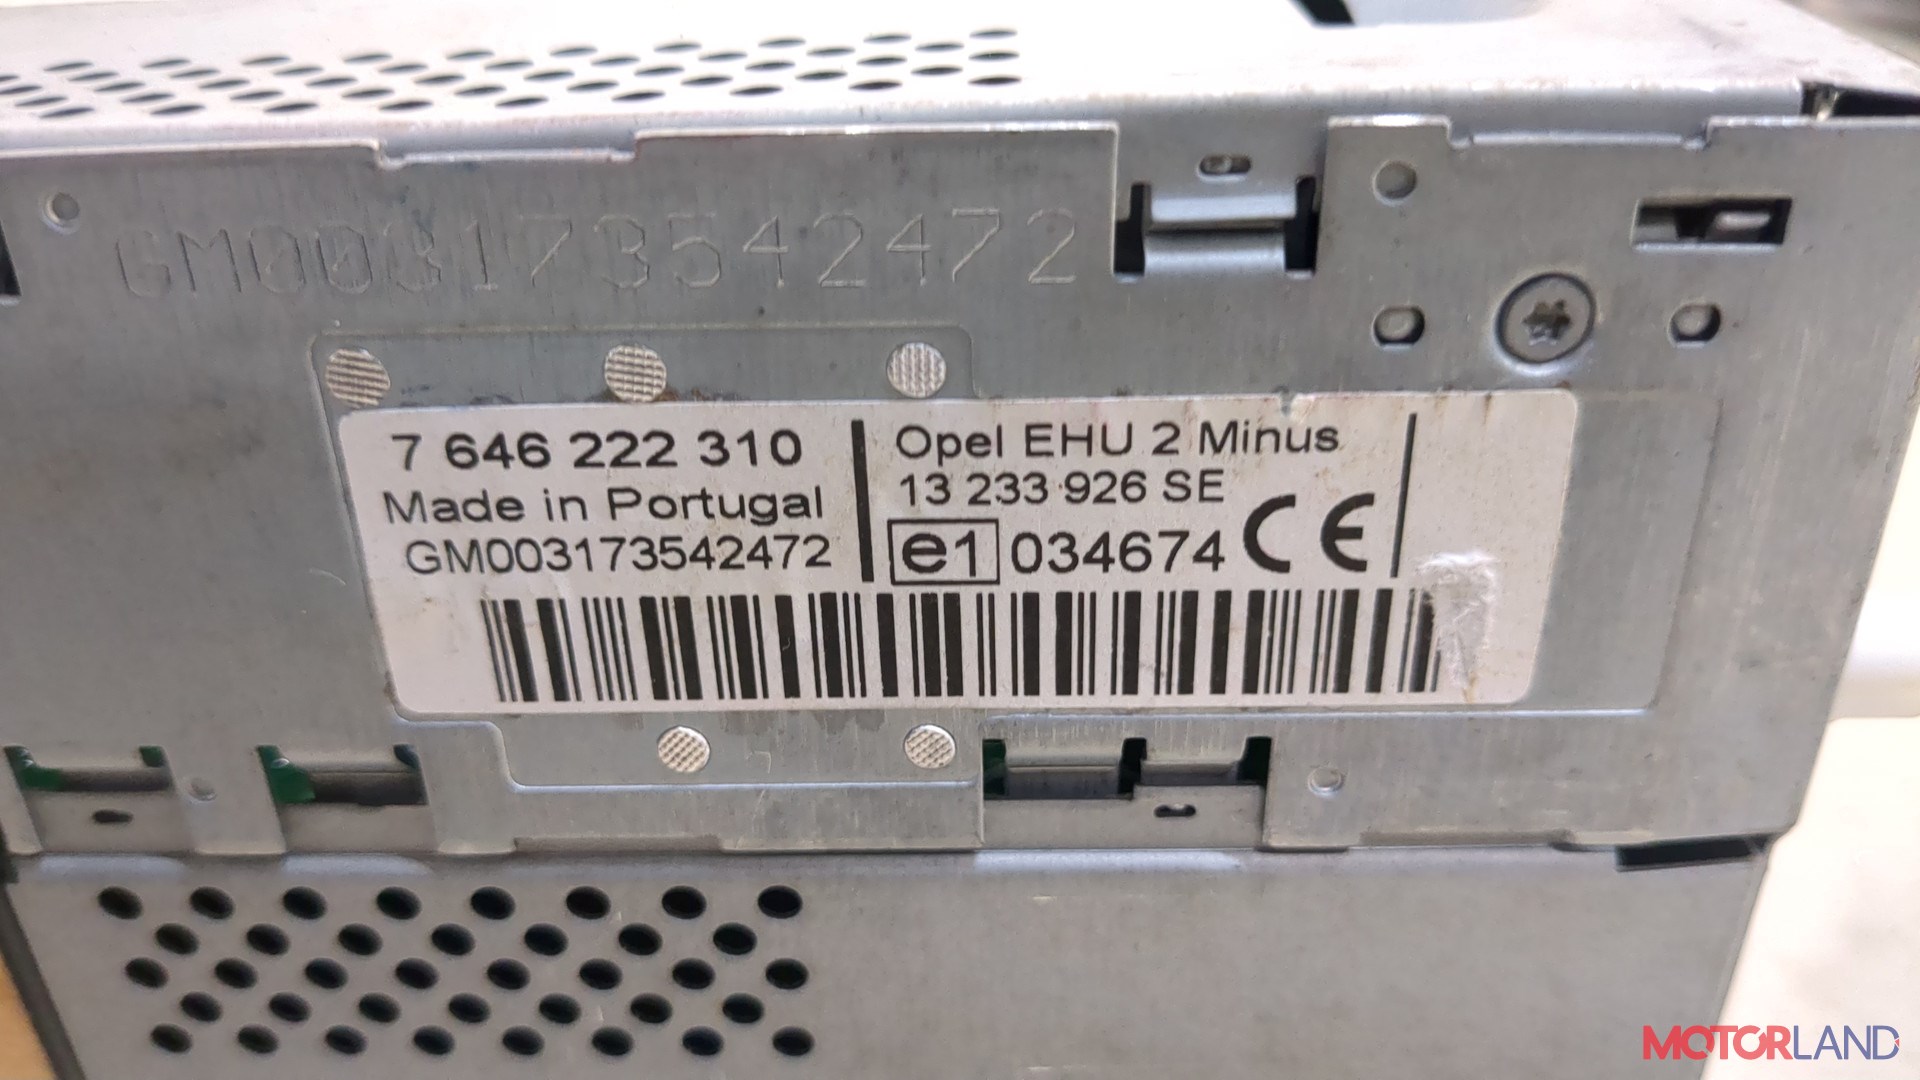 GM003173542472
7 646 222 310
Made in Portugal
GM003173542472
Opel EHU 2 Minus
13 233 926 SE
e1 034674 CE
MOTORLAND